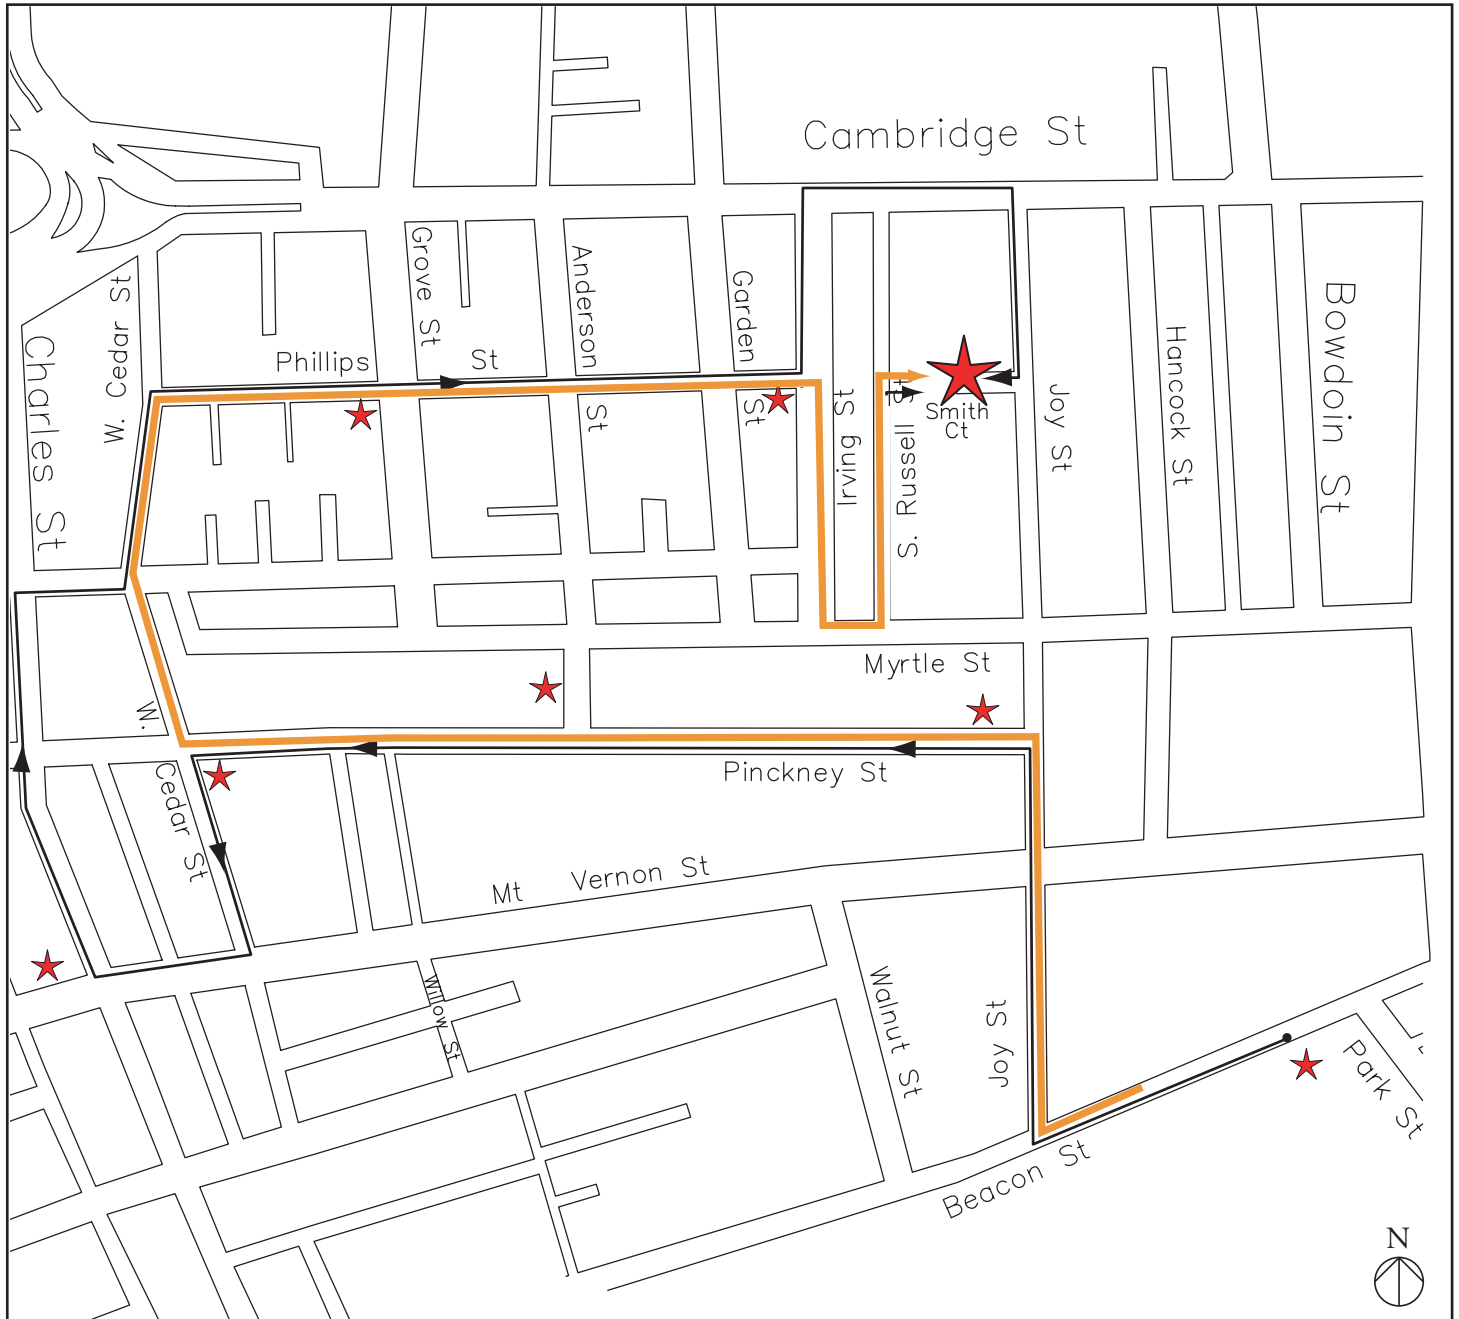 Cambridge St
Grove St
Anderson
St
Garden
St
W. Cedar St
Charles St
Phillips St
Irving St
S. Russell St
Smith
Ct
Joy St
Hancock St
Bowdoin St
Myrtle St
W.
Cedar St
Pinckney St
Mt Vernon St
Willow St
Walnut St
Joy St
Beacon St
Park St
N